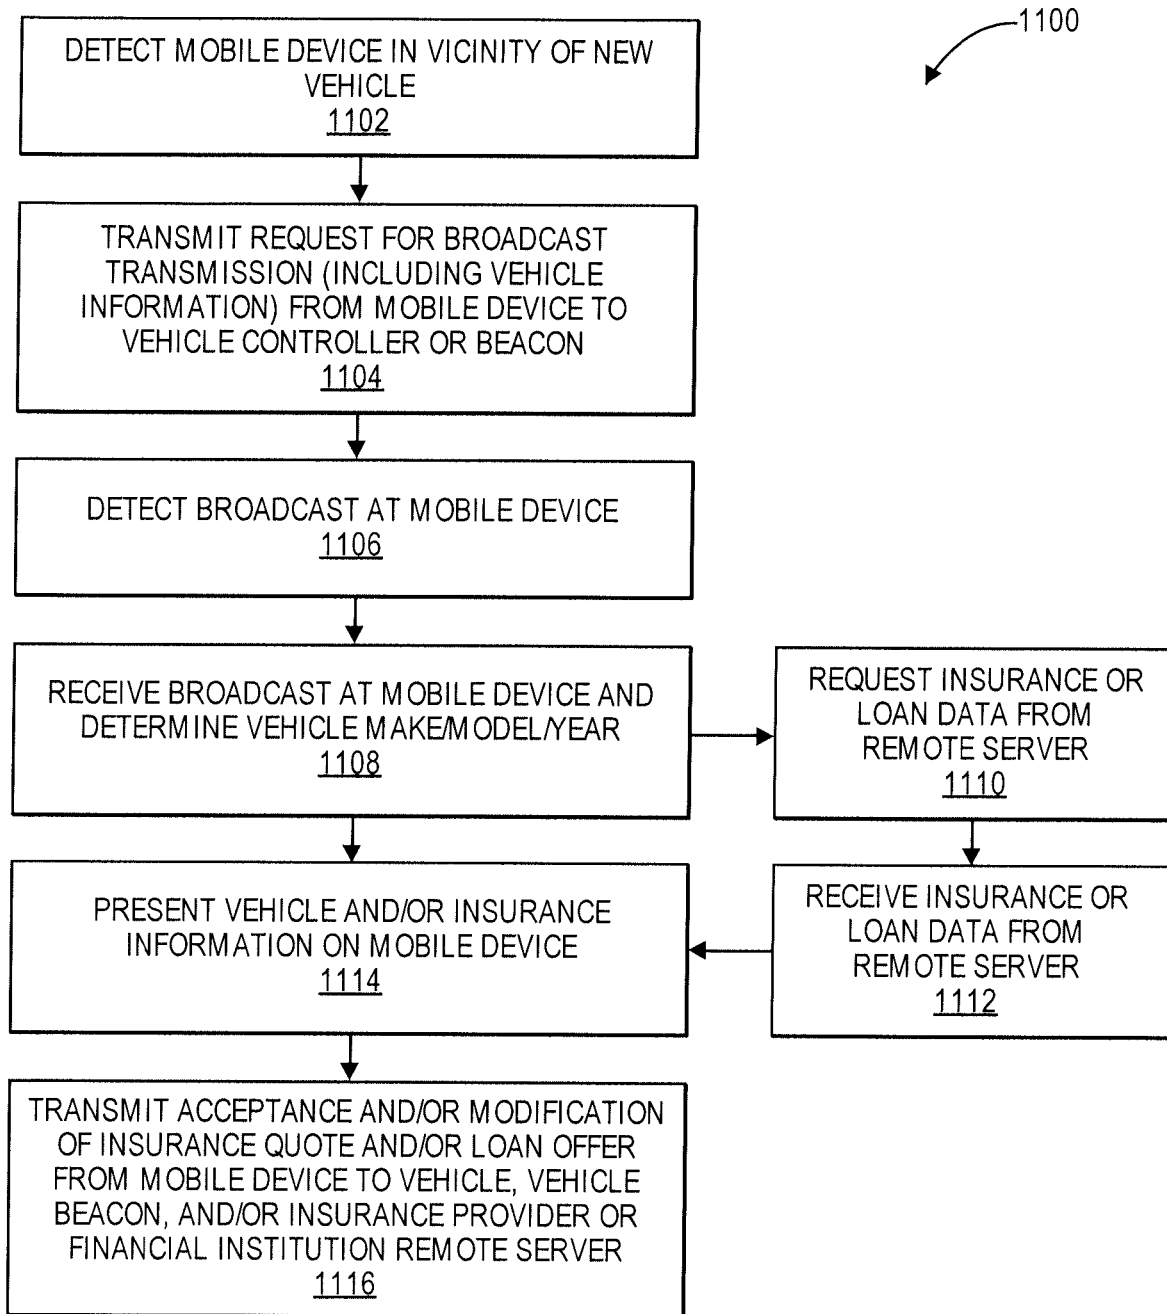 1100
DETECT MOBILE DEVICE IN VICINITY OF NEW
VEHICLE
1102
TRANSMIT REQUEST FOR BROADCAST
TRANSMISSION (INCLUDING VEHICLE
INFORMATION) FROM MOBILE DEVICE TO
VEHICLE CONTROLLER OR BEACON
1104
DETECT BROADCAST AT MOBILE DEVICE
1106
RECEIVE BROADCAST AT MOBILE DEVICE AND
DETERMINE VEHICLE MAKE/MODEL/YEAR
1108
REQUEST INSURANCE OR
LOAN DATA FROM
REMOTE SERVER
1110
RECEIVE INSURANCE OR
LOAN DATA FROM
REMOTE SERVER
1112
PRESENT VEHICLE AND/OR INSURANCE
INFORMATION ON MOBILE DEVICE
1114
TRANSMIT ACCEPTANCE AND/OR MODIFICATION
OF INSURANCE QUOTE AND/OR LOAN OFFER
FROM MOBILE DEVICE TO VEHICLE, VEHICLE
BEACON, AND/OR INSURANCE PROVIDER OR
FINANCIAL INSTITUTION REMOTE SERVER
1116